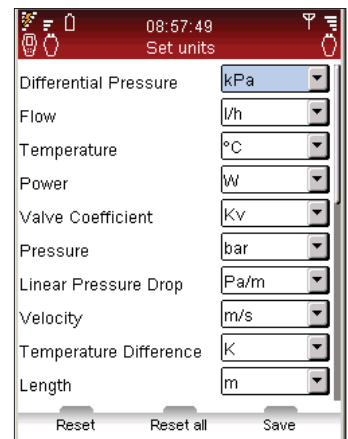 08:57:49
Set units
Differential Pressure kPa
Flow l/h
Temperature °C
Power W
Valve Coefficient Kv
Pressure bar
Linear Pressure Drop Pa/m
Velocity m/s
Temperature Difference K
Length m
Reset Reset all Save